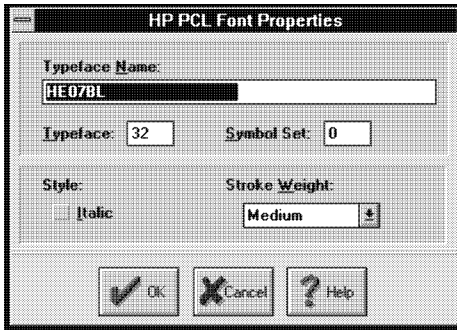 HP PCL Font Properties
Typeface Name:
HE07BL
Typeface: 32 Symbol Set: 0
Style: Stroke Weight:
Italic Medium
OK Cancel Help